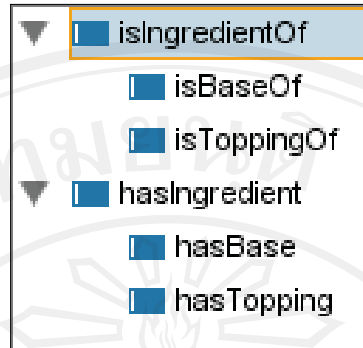 isIngredientOf
isBaseOf
isToppingOf
hasIngredient
hasBase
hasTopping